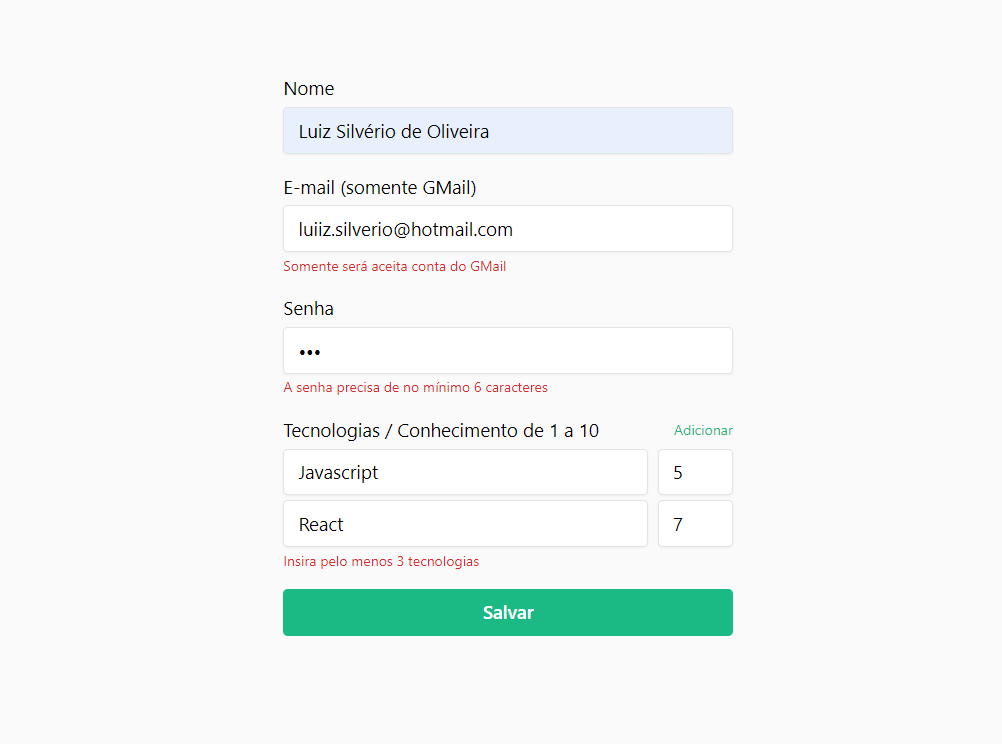 Nome
Luiz Silvério de Oliveira
E-mail (somente GMail)
luiiz.silverio@hotmail.com
Somente será aceita conta do GMail
Senha
•••
A senha precisa de no mínimo 6 caracteres
Tecnologias / Conhecimento de 1 a 10 Adicionar
Javascript 5
React 7
Insira pelo menos 3 tecnologias
Salvar